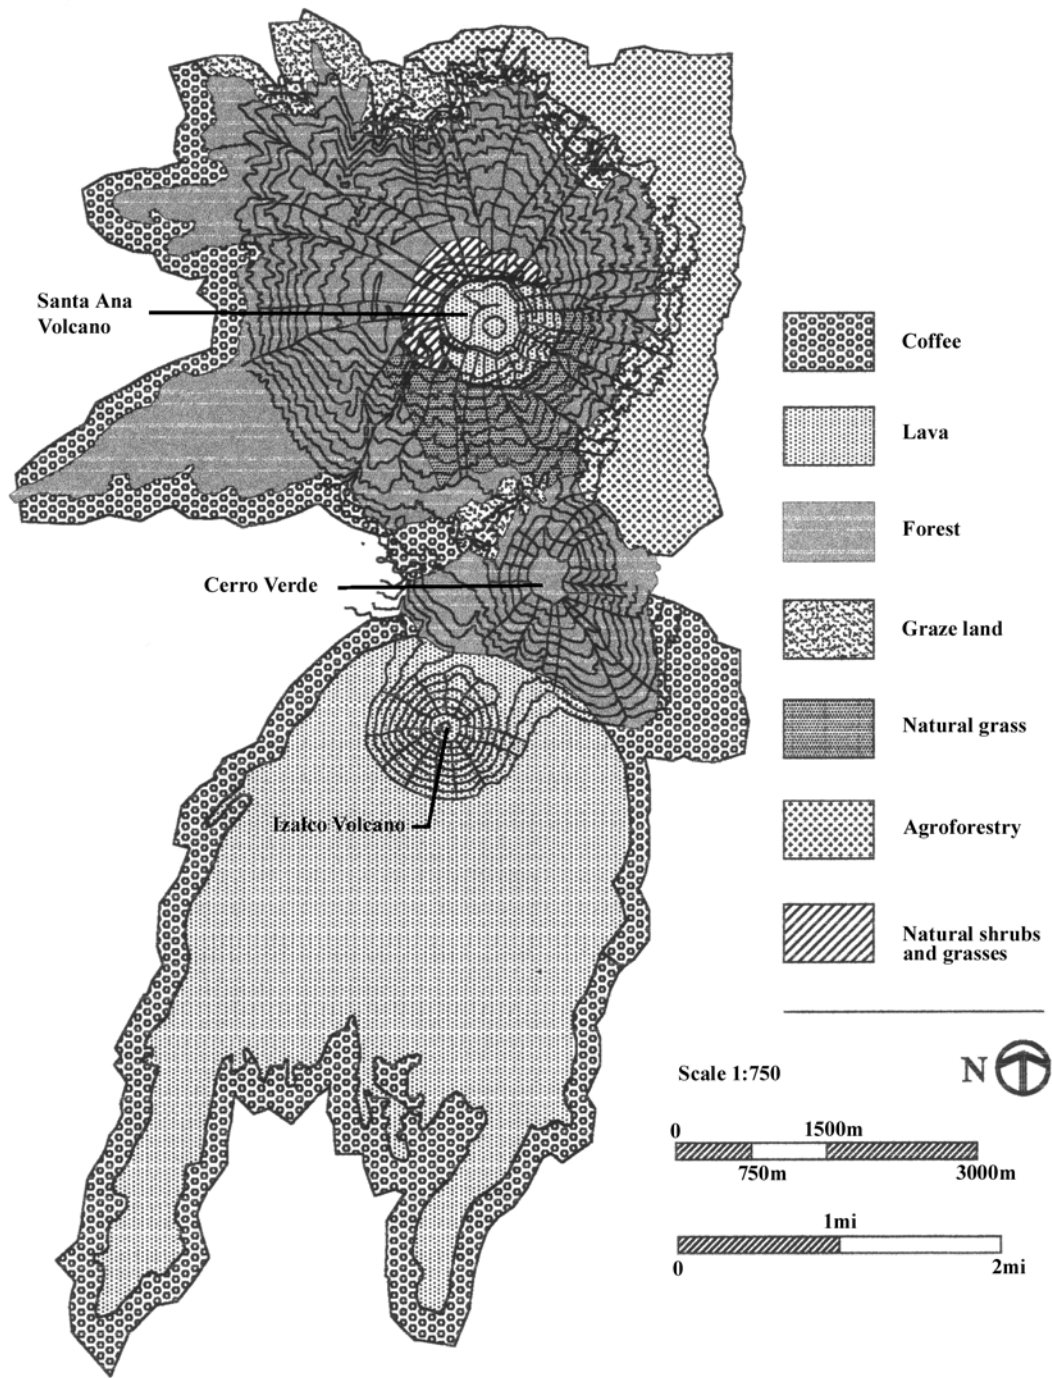 Santa Ana
Volcano
Cerro Verde
Izalco Volcano
Coffee
Lava
Forest
Graze land
Natural grass
Agroforestry
Natural shrubs
and grasses
Scale 1:750
N
0 1500m
750m 3000m
1mi
0 2mi